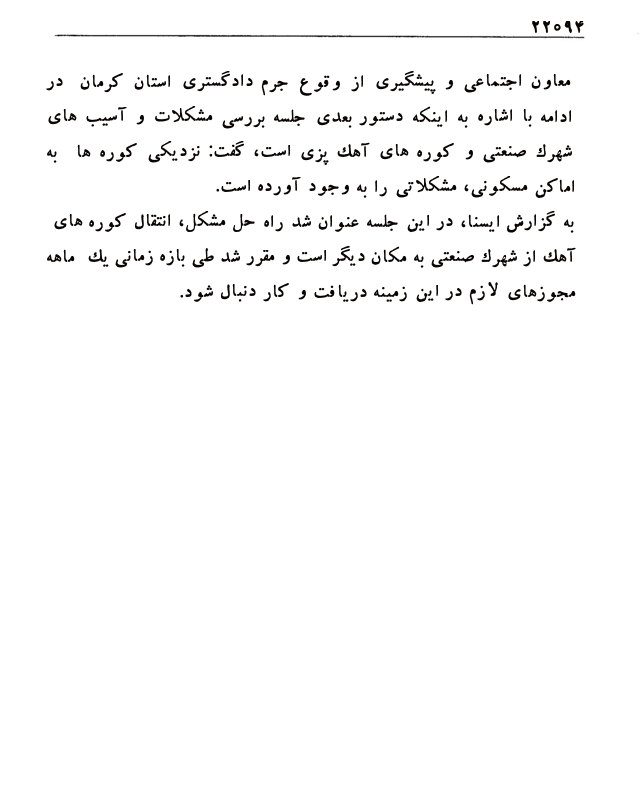 ۲۲۰۹۴
معاون اجتماعی و پیشگیری از وقوع جرم دادگستری استان کرمان در
ادامه با اشاره به اینکه دستور بعدی جلسه بررسی مشکلات و آسیب های
شهرك صنعتی و کوره های آهك پزی است، گفت: نزدیکی کوره ها به
اماکن مسکونی، مشکلاتی را به وجود آورده است.
به گزارش ایسنا، در این جلسه عنوان شد راه حل مشکل، انتقال کوره های
آهك از شهرك صنعتی به مکان دیگر است و مقرر شد طی بازه زمانی یك ماهه
مجوزهای لازم در این زمینه دریافت و کار دنبال شود.